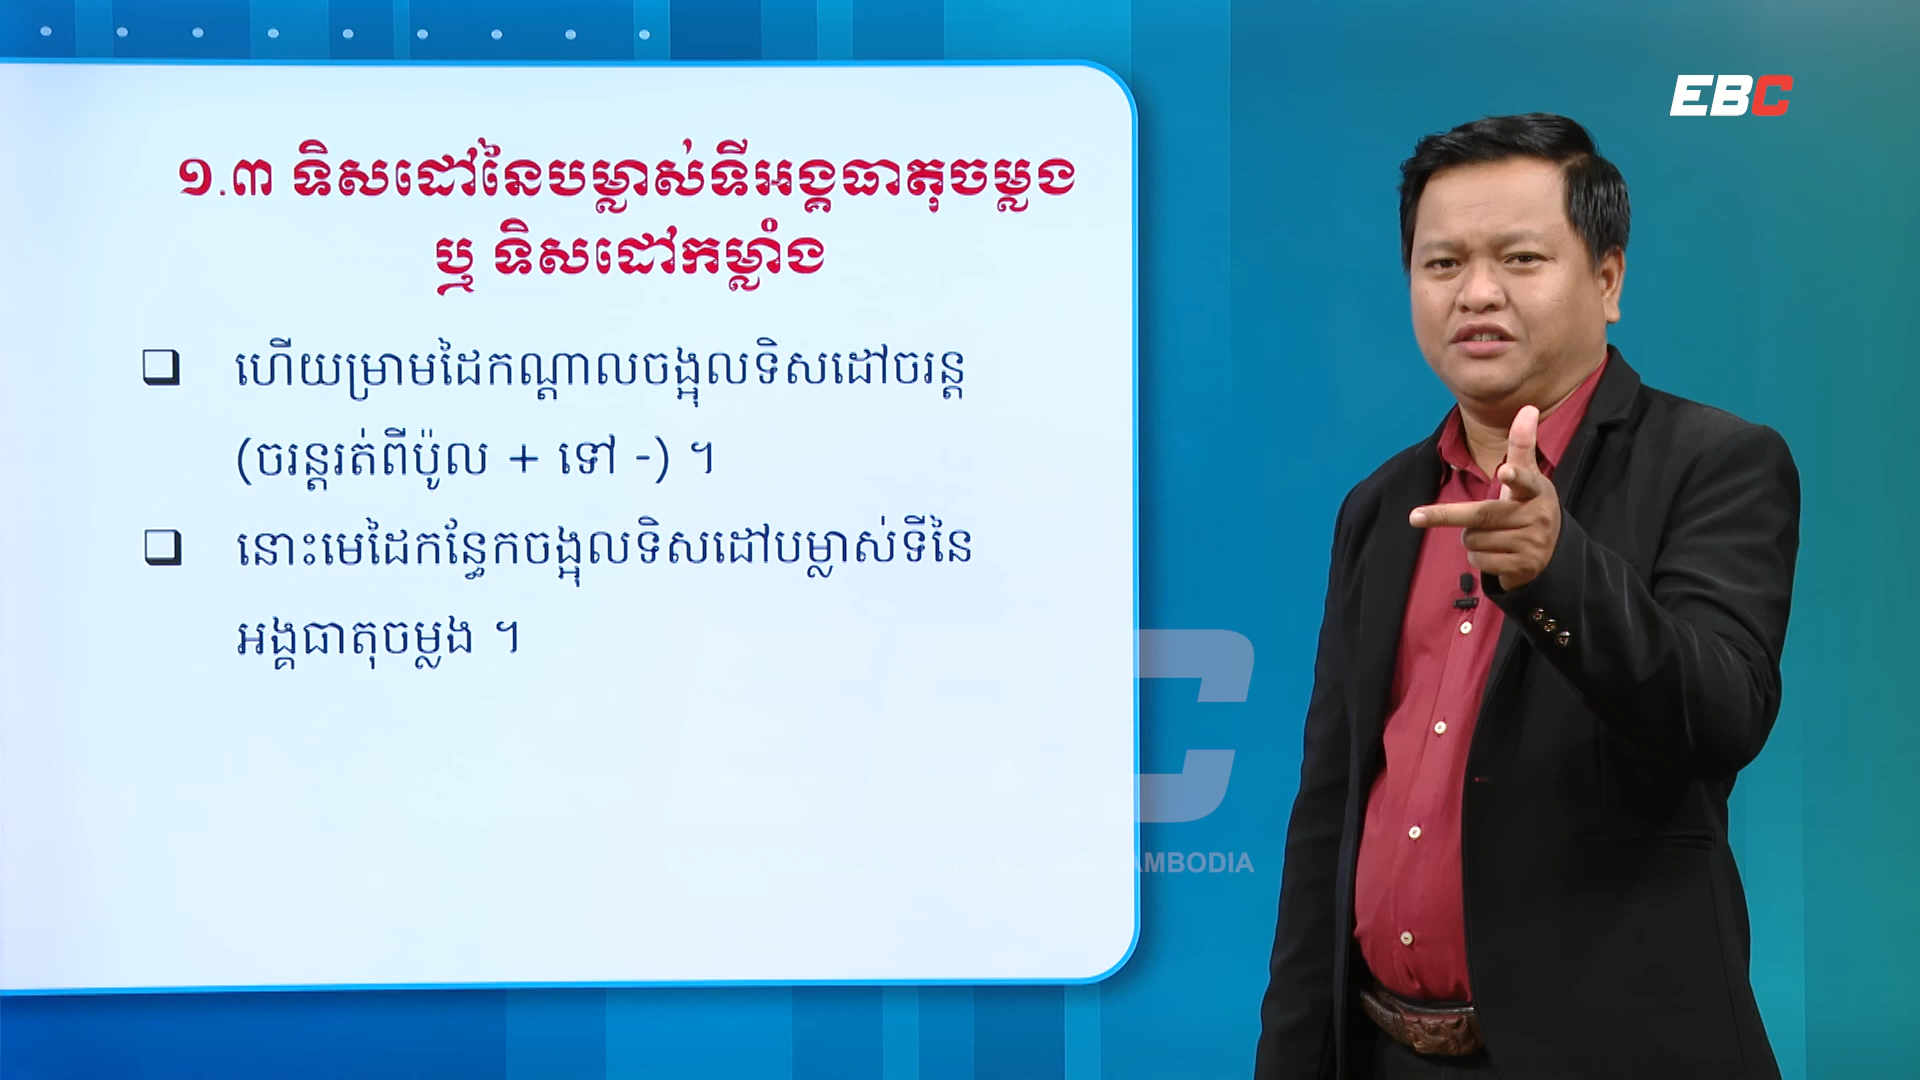 EBC
១.៣ ទិសដៅនៃបម្លាស់ទីអង្គធាតុចម្លង
ឬ ទិសដៅកម្លាំង
ហើយម្រាមដៃកណ្តាលចង្អុលទិសដៅចរន្ត
(ចរន្តរត់ពីប៉ូល + ទៅ -) ។
នោះមេដៃកន្ធែកចង្អុលទិសដៅបម្លាស់ទីនៃ
អង្គធាតុចម្លង ។